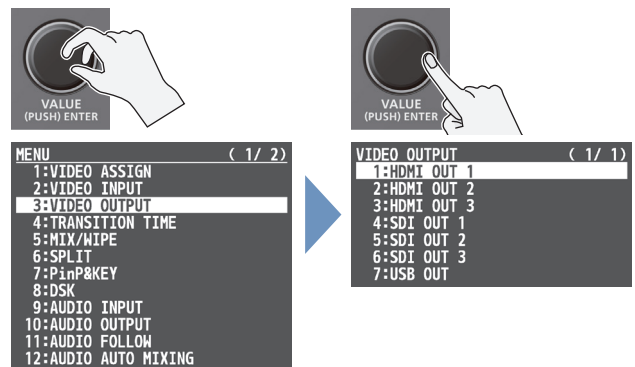 VALUE
(PUSH) ENTER
MENU ( 1/ 2)
1:VIDEO ASSIGN
2:VIDEO INPUT
3:VIDEO OUTPUT
4:TRANSITION TIME
5:MIX/WIPE
6:SPLIT
7:PinP&KEY
8:DSK
9:AUDIO INPUT
10:AUDIO OUTPUT
11:AUDIO FOLLOW
12:AUDIO AUTO MIXING
VALUE
(PUSH) ENTER
VIDEO OUTPUT ( 1/ 1)
1:HDMI OUT 1
2:HDMI OUT 2
3:HDMI OUT 3
4:SDI OUT 1
5:SDI OUT 2
6:SDI OUT 3
7:USB OUT